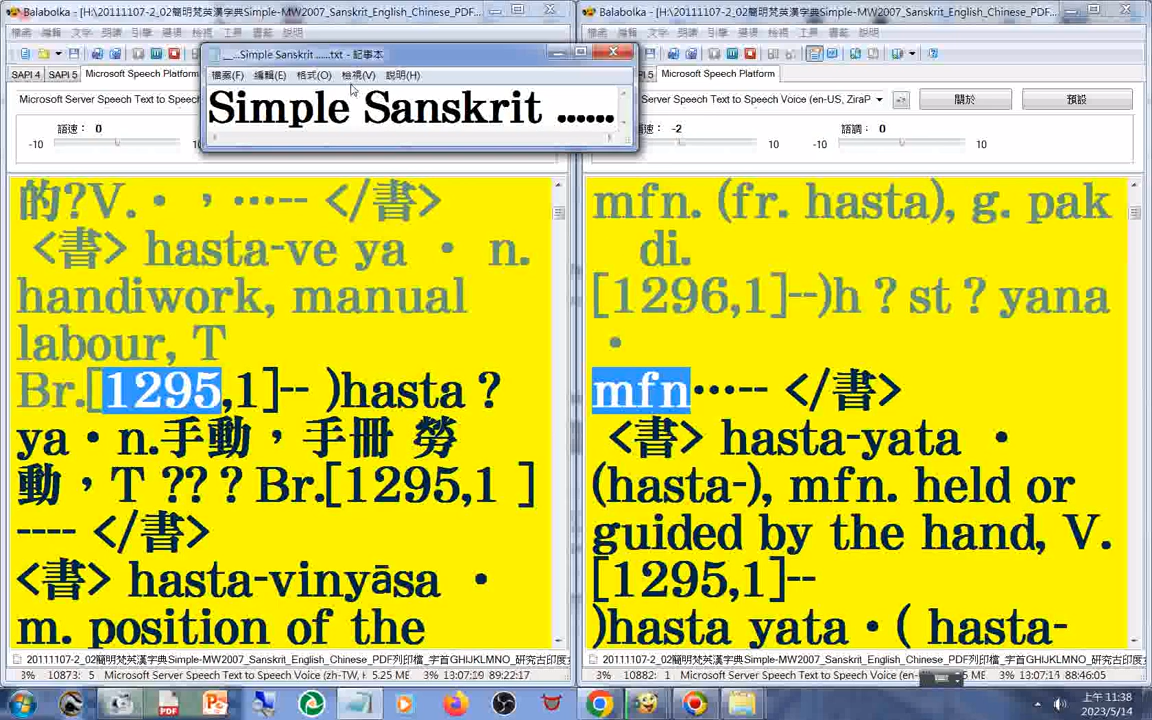 Balabolka - [H:\20111107-2_02簡明梵英漢字典Simple-MW2007_Sanskrit_English_Chinese_PDF...
Balabolka - [H:\20111107-2_02簡明梵英漢字典Simple-MW2007_Sanskrit_English_Chinese_PDF...
__...Simple Sanskrit ......txt - 記事本
檔案(F) 編輯(E) 格式(O) 檢視(V) 說明(H)
Simple Sanskrit ......
SAPI 4 SAPI 5 Microsoft Speech Platform
Microsoft Server Speech Text to Speech
語速： 0
-10
的?V.·，…-- </書>
<書> hasta-ve ya · n.
handiwork, manual
labour, T
Br.[1295,1]-- )hasta ?
ya·n.手動，手冊 勞
動，T ??？Br.[1295,1 ]
---- </書>
<書> hasta-vinyāsa ·
m. position of the
20111107-2_02簡明梵英漢字典Simple-MW2007_Sanskrit_English_Chinese_PDF列印檔_字首GHIJKLMNO_研究古印度
3% 10873: 5 Microsoft Server Speech Text to Speech Voice (zh-TW, H 5.25 ME 13:07:19 89:22:17
5 Microsoft Speech Platform
Microsoft Server Speech Text to Speech Voice (en-US, ZiraP
關於 預設
速： -2 語調： 0
10 -10 10
mfn. (fr. hasta), g. pak
di.
[1296,1]--)h？st？yana
·
mfn…-- </書>
<書> hasta-yata ·
(hasta-), mfn. held or
guided by the hand, V.
[1295,1]--
)hasta yata·( hasta-
20111107-2_02簡明梵英漢字典Simple-MW2007_Sanskrit_English_Chinese_PDF列印檔_字首GHIJKLMNO_研究古印度
3% 10882: 1 Microsoft Server Speech Text to Speech Voice (en-US, 5.25 MB 13:07:1 88:46:05
上午 11:38
2023/5/14